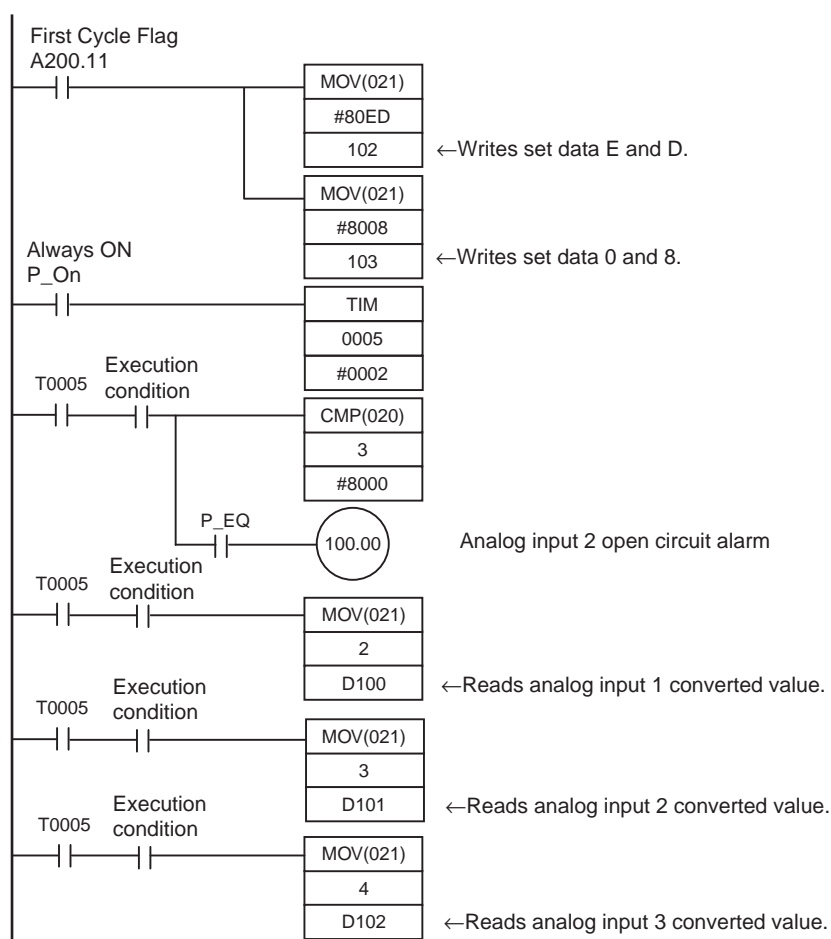 First Cycle Flag
A200.11
MOV(021)
#80ED
102 ←Writes set data E and D.
MOV(021)
#8008
103 ←Writes set data 0 and 8.
Always ON
P_On
TIM
0005
#0002
T0005 Execution
condition
CMP(020)
3
#8000
P_EQ
100.00 Analog input 2 open circuit alarm
T0005 Execution
condition
MOV(021)
2
D100 ←Reads analog input 1 converted value.
T0005 Execution
condition
MOV(021)
3
D101 ←Reads analog input 2 converted value.
T0005 Execution
condition
MOV(021)
4
D102 ←Reads analog input 3 converted value.